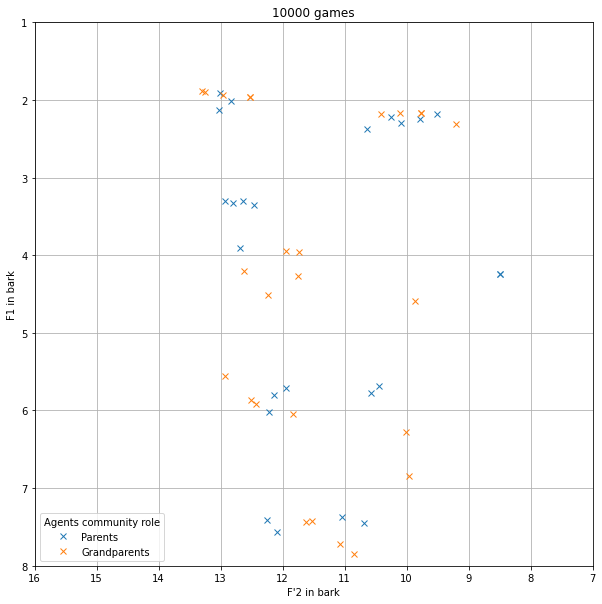 10000 games
1
2
3
4
5
6
7
8
F1 in bark
Agents community role
Parents
Grandparents
16 15 14 13 12 11 10 9 8 7
F'2 in bark